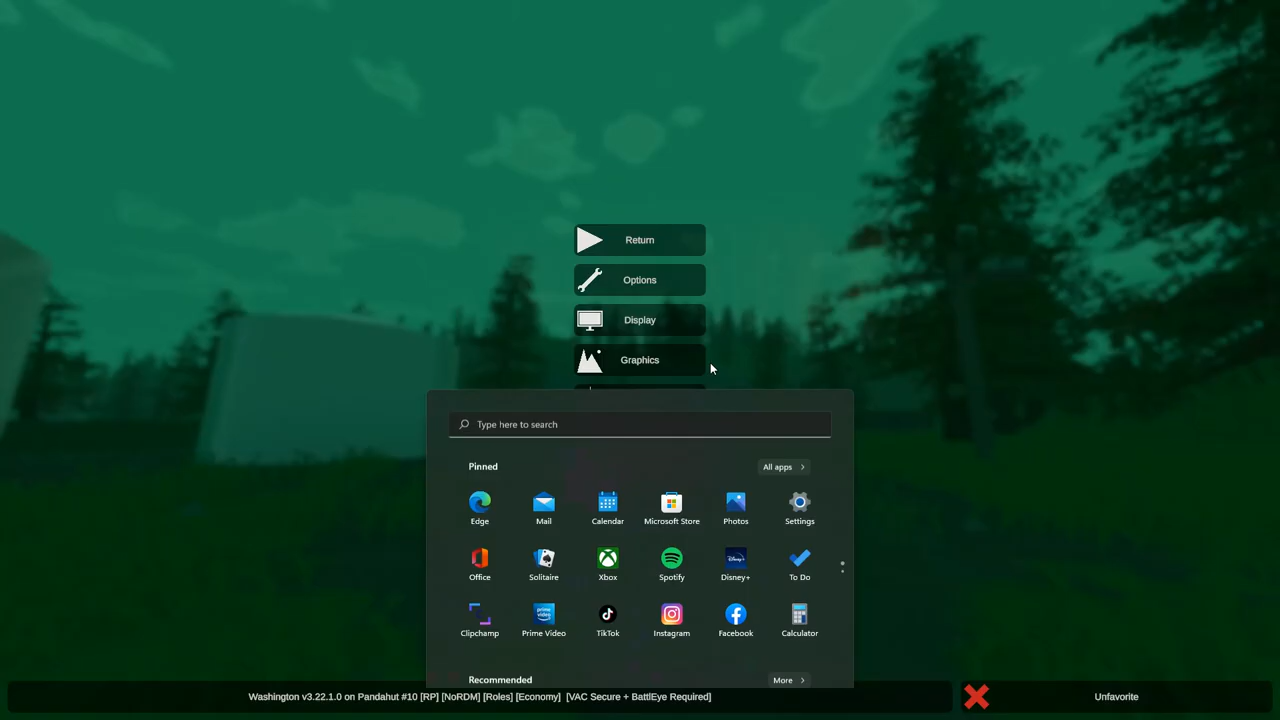 Return
Options
Display
Graphics
Type here to search
Pinned
All apps
Edge
Mail
Calendar
Microsoft Store
Photos
Settings
Office
Solitaire
Xbox
Spotify
Disney+
To Do
Clipchamp
Prime Video
TikTok
Instagram
Facebook
Calculator
Recommended
More
Washington v3.22.1.0 on Pandahut #10 [RP] [NoRDM] [Roles] [Economy] [VAC Secure + BattlEye Required]
Unfavorite